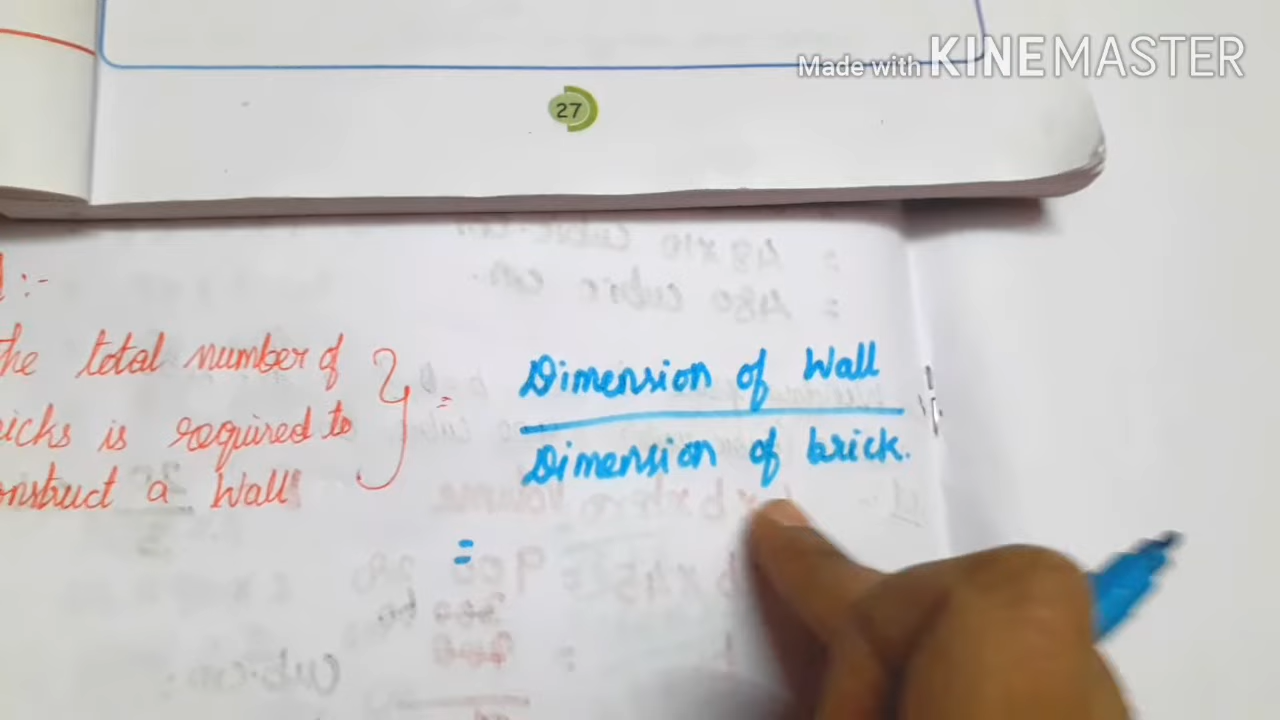 Made with KINEMASTER
27
:-
the total number of
ricks is required to
onstruct a Wall
=
Dimension of Wall
Dimension of brick.
=